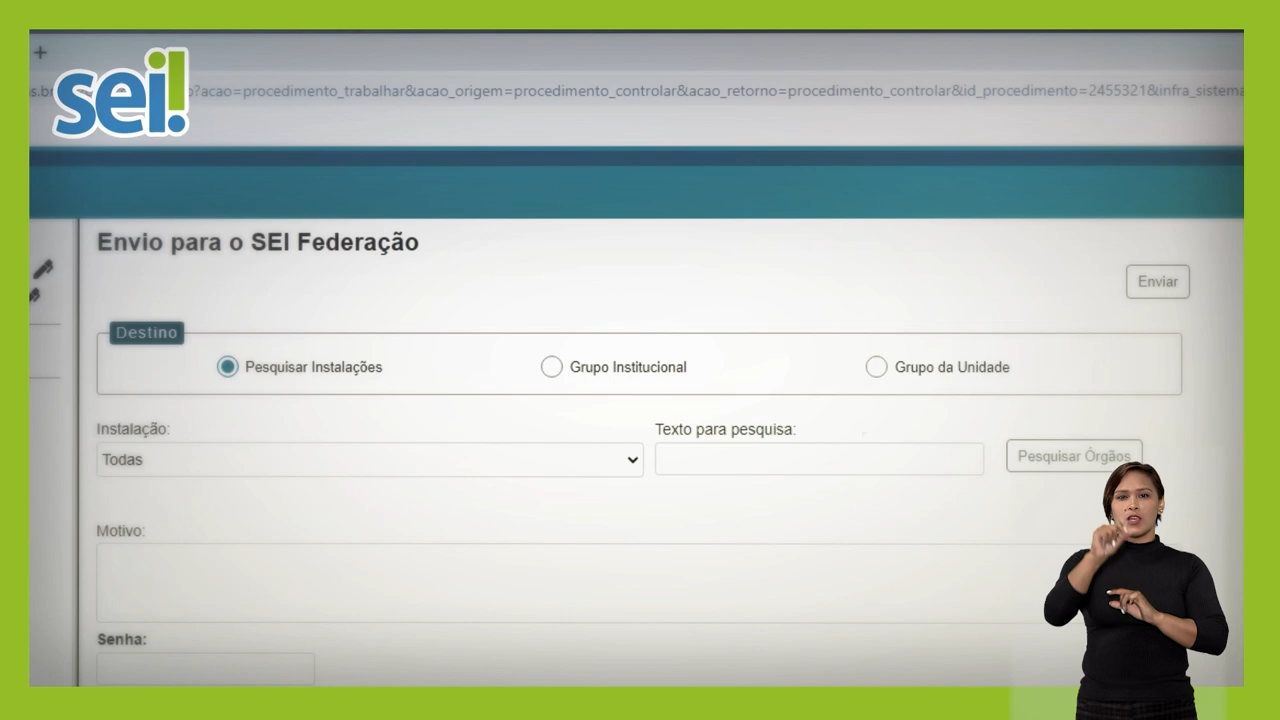 +
sei!
?acao=procedimento_trabalhar&acao_origem=procedimento_controlar&acao_retorno=procedimento_controlar&id_procedimento=2455321&infra_sistema
Envio para o SEI Federação
Enviar
Destino
Pesquisar Instalações
Grupo Institucional
Grupo da Unidade
Instalação:
Texto para pesquisa:
Todas
Pesquisar Órgãos
Motivo:
Senha: